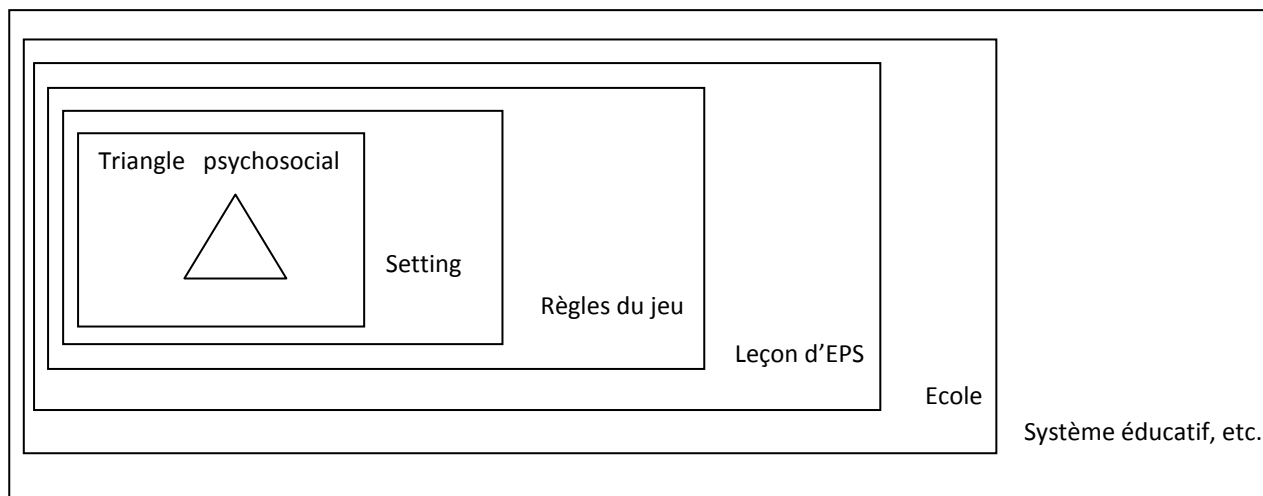 Triangle psychosocial
Setting
Règles du jeu
Leçon d’EPS
Ecole
Système éducatif, etc.